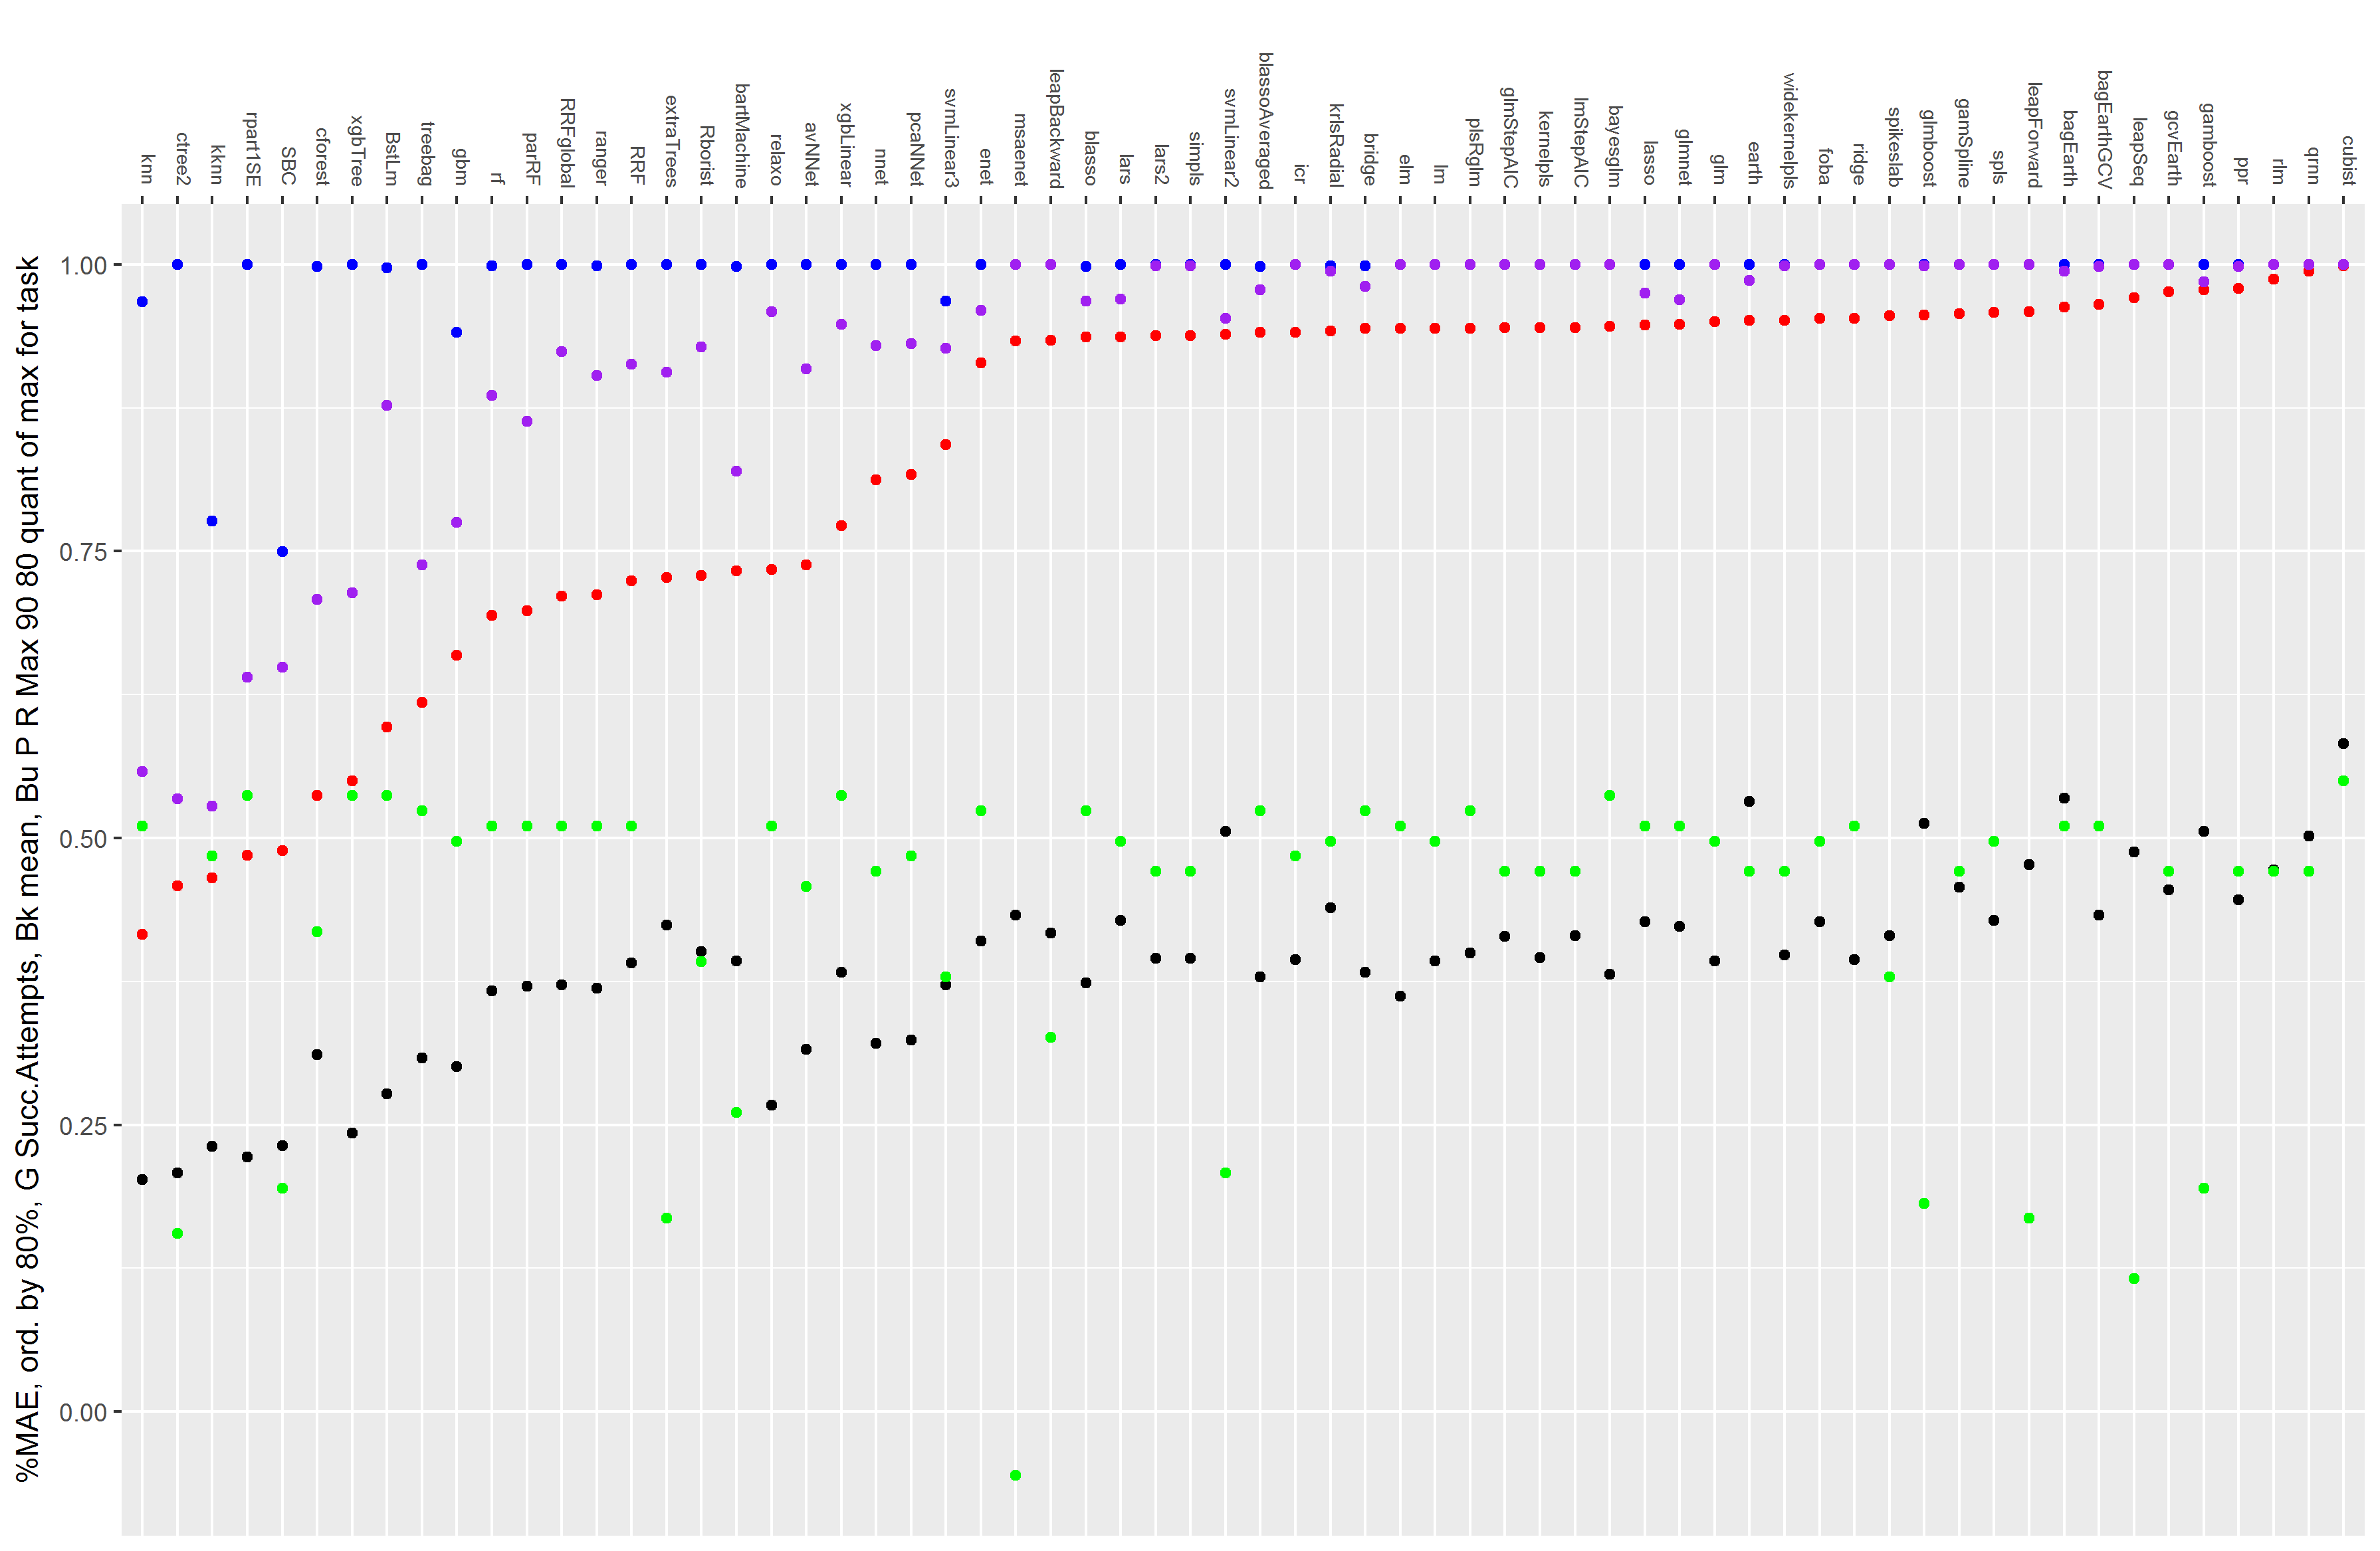 knn
ctree2
kknn
rpart1SE
SBC
cforest
xgbTree
BstLm
treebag
gbm
rf
parRF
RRFglobal
ranger
RRF
extraTrees
Rborist
bartMachine
relaxo
avNNet
xgbLinear
nnet
pcaNNet
svmLinear3
enet
msaenet
leapBackward
blasso
lars
lars2
simpls
svmLinear2
blassoAveraged
icr
krlsRadial
bridge
elm
lm
plsRglm
glmStepAIC
kernelpls
lmStepAIC
bayesglm
lasso
glmnet
glm
earth
widekernelpls
foba
ridge
spikeslab
glmboost
gamSpline
spls
leapForward
bagEarth
bagEarthGCV
leapSeq
gcvEarth
gamboost
ppr
rlm
qrnn
cubist
%MAE, ord. by 80%, G Succ.Attempts, Bk mean, Bu P R Max 90 80 quant of max for task
1.00
0.75
0.50
0.25
0.00